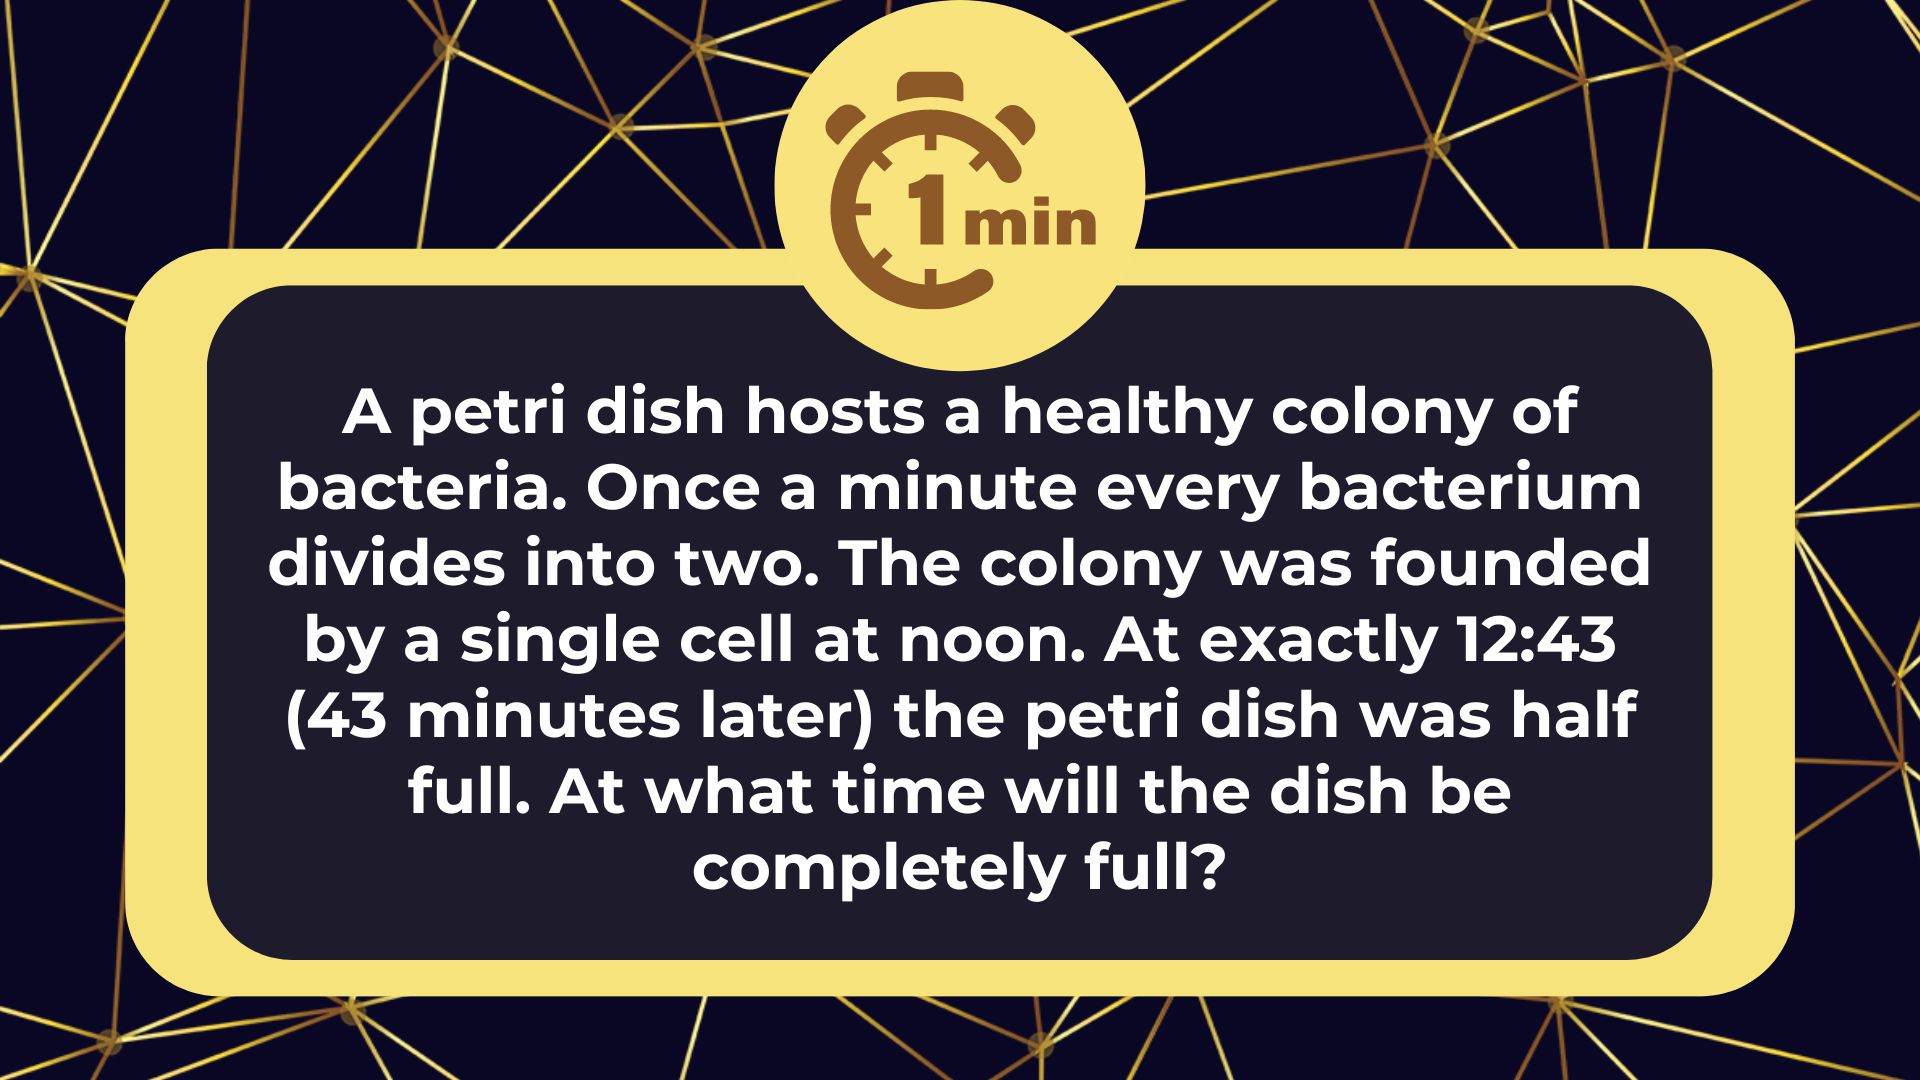 1 min
A petri dish hosts a healthy colony of
bacteria. Once a minute every bacterium
divides into two. The colony was founded
by a single cell at noon. At exactly 12:43
(43 minutes later) the petri dish was half
full. At what time will the dish be
completely full?